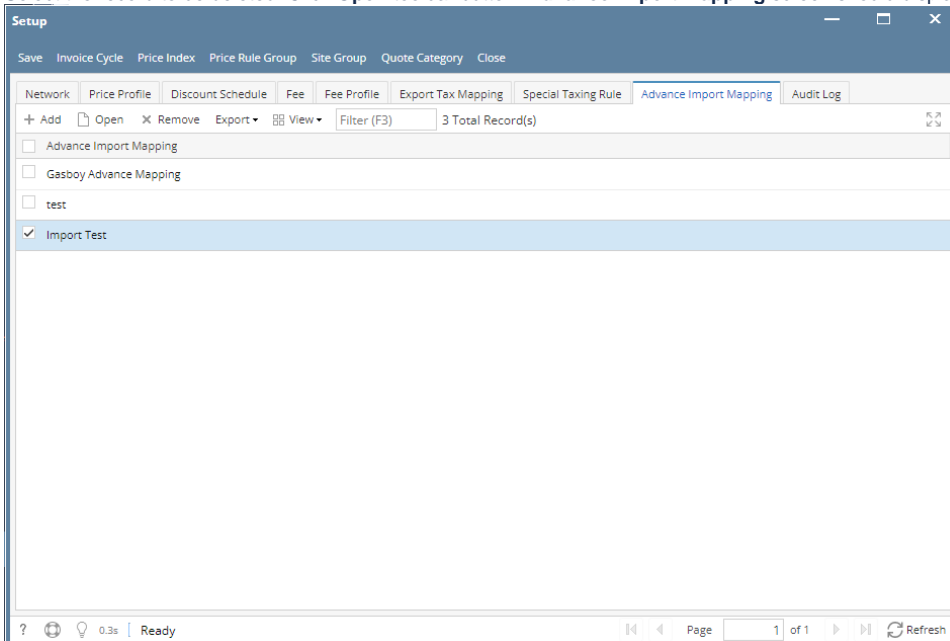 Setup
Save Invoice Cycle Price Index Price Rule Group Site Group Quote Category Close
Network Price Profile Discount Schedule Fee Fee Profile Export Tax Mapping Special Taxing Rule Advance Import Mapping Audit Log
+ Add Open X Remove Export View Filter (F3) 3 Total Record(s)
Advance Import Mapping
Gasboy Advance Mapping
test
Import Test
? 0.3s Ready Page 1 of 1 Refresh